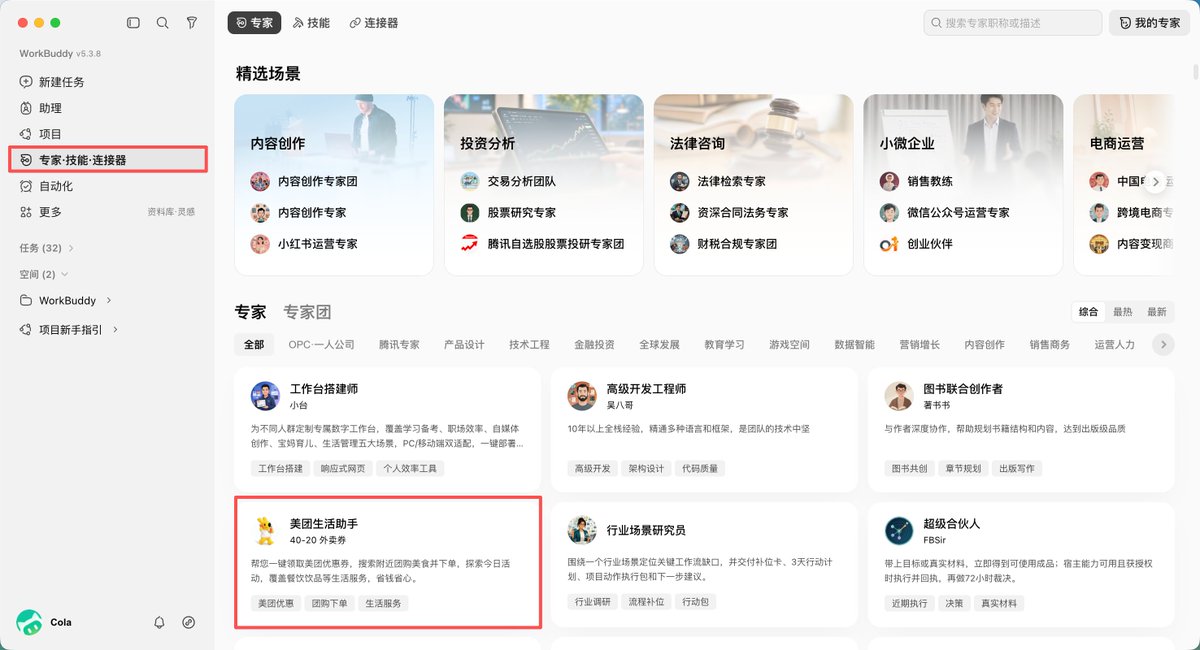 专家
技能
连接器
搜索专家职称或描述
我的专家
WorkBuddy v5.3.8
新建任务
助理
项目
专家·技能·连接器
自动化
更多
资料库·灵感
任务 (32)
空间 (2)
WorkBuddy
项目新手指引
Cola
精选场景
内容创作
内容创作专家团
内容创作专家
小红书运营专家
投资分析
交易分析团队
股票研究专家
腾讯自选股股票投研专家团
法律咨询
法律检索专家
资深合同法务专家
财税合规专家团
小微企业
销售教练
微信公众号运营专家
创业伙伴
电商运营
中国电
跨境电商专
内容变现商
专家
专家团
综合
最热
最新
全部
OPC·一人公司
腾讯专家
产品设计
技术工程
金融投资
全球发展
教育学习
游戏空间
数据智能
营销增长
内容创作
销售商务
运营人力
工作台搭建师
小台
为不同人群定制专属数字工作台，覆盖学习备考、职场效率、自媒体
创作、宝妈育儿、生活管理五大场景，PC/移动端双适配，一键部署...
工作台搭建
响应式网页
个人效率工具
高级开发工程师
吴八哥
10年以上全栈经验，精通多种语言和框架，是团队的技术中坚
高级开发
架构设计
代码质量
图书联合创作者
著书书
与作者深度协作，帮助规划书籍结构和内容，达到出版级品质
图书共创
章节规划
出版写作
美团生活助手
40-20 外卖券
帮您一键领取美团优惠券，搜索附近团购美食并下单，探索今日活
动，覆盖餐饮饮品等生活服务，省钱省心。
美团优惠
团购下单
生活服务
行业场景研究员
围绕一个行业场景定位关键工作流缺口，并交付补位卡、3天行动计
划、项目动作执行包和下一步建议。
行业调研
流程补位
行动包
超级合伙人
FBSir
带上目标或真实材料，立即得到可使用成品；宿主能力可用且获授权
时执行并回执，再做72小时裁决。
近期执行
决策
真实材料